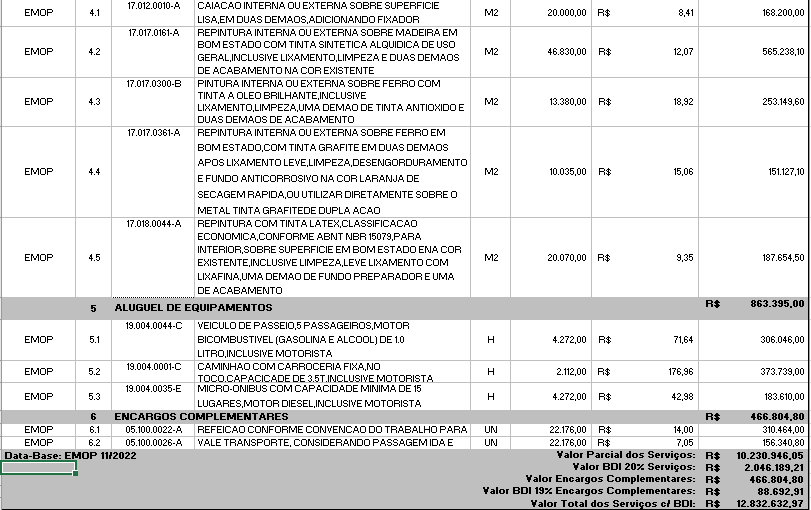 EMOP 4.1 17.012.0010-A CAIACAO INTERNA OU EXTERNA SOBRE SUPERFICIE M2 20.000,00 R$ 8,41 168.200,00
LISA,EM DUAS DEMAOS,ADICIONANDO FIXADOR
EMOP 4.2 17.017.0161-A REPINTURA INTERNA OU EXTERNA SOBRE MADEIRA EM M2 46.830,00 R$ 12,07 565.238,10
BOM ESTADO COM TINTA SINTETICA ALQUIDICA DE USO
GERAL,INCLUSIVE LIXAMENTO,LIMPEZA E DUAS DEMAOS
DE ACABAMENTO NA COR EXISTENTE
EMOP 4.3 17.017.0300-B PINTURA INTERNA OU EXTERNA SOBRE FERRO COM M2 13.380,00 R$ 18,92 253.149,60
TINTA A OLEO BRILHANTE,INCLUSIVE
LIXAMENTO,LIMPEZA,UMA DEMAO DE TINTA ANTIOXIDO E
DUAS DEMAOS DE ACABAMENTO
EMOP 4.4 17.017.0361-A REPINTURA INTERNA OU EXTERNA SOBRE FERRO EM M2 10.035,00 R$ 15,06 151.127,10
BOM ESTADO,COM TINTA GRAFITE EM DUAS DEMAOS
APOS LIXAMENTO LEVE,LIMPEZA,DESENGORDURAMENTO
E FUNDO ANTICORROSIVO NA COR LARANJA DE
SECAGEM RAPIDA,OU UTILIZAR DIRETAMENTE SOBRE O
METAL TINTA GRAFITEDE DUPLA ACAO
EMOP 4.5 17.018.0044-A REPINTURA COM TINTA LATEX,CLASSIFICACAO M2 20.070,00 R$ 9,35 187.654,50
ECONOMICA,CONFORME ABNT NBR 15079,PARA
INTERIOR,SOBRE SUPERFICIE EM BOM ESTADO ENA COR
EXISTENTE,INCLUSIVE LIMPEZA,LEVE LIXAMENTO COM
LIXAFINA,UMA DEMAO DE FUNDO PREPARADOR E UMA
DE ACABAMENTO
5 ALUGUEL DE EQUIPAMENTOS R$ 863.395,00
EMOP 5.1 19.004.0044-C VEICULO DE PASSEIO,5 PASSAGEIROS,MOTOR H 4.272,00 R$ 71,64 306.046,00
BICOMBUSTIVEL (GASOLINA E ALCOOL) DE 1.0
LITRO,INCLUSIVE MOTORISTA
EMOP 5.2 19.004.0001-C CAMINHAO COM CARROCERIA FIXA,NO H 2.112,00 R$ 176,96 373.739,00
TOCO,CAPACICADE DE 3,5T,INCLUSIVE MOTORISTA
EMOP 5.3 19.004.0035-E MICRO-ONIBUS COM CAPACIDADE MINIMA DE 15 H 4.272,00 R$ 42,98 183.610,00
LUGARES,MOTOR DIESEL,INCLUSIVE MOTORISTA
6 ENCARGOS COMPLEMENTARES R$ 466.804,80
EMOP 6.1 05.100.0022-A REFEICAO CONFORME CONVENCAO DO TRABALHO PARA UN 22.176,00 R$ 14,00 310.464,00
EMOP 6.2 05.100.0026-A VALE TRANSPORTE, CONSIDERANDO PASSAGEM IDA E UN 22.176,00 R$ 7,05 156.340,80
Data-Base: EMOP 11/2022 Valor Parcial dos Serviços: R$ 10.230.946,05
Valor BDI 20% Serviços: R$ 2.046.189,21
Valor Encargos Complementares: R$ 466.804,80
Valor BDI 19% Encargos Complementares: R$ 88.692,91
Valor Total dos Serviços c/ BDI: R$ 12.832.632,97